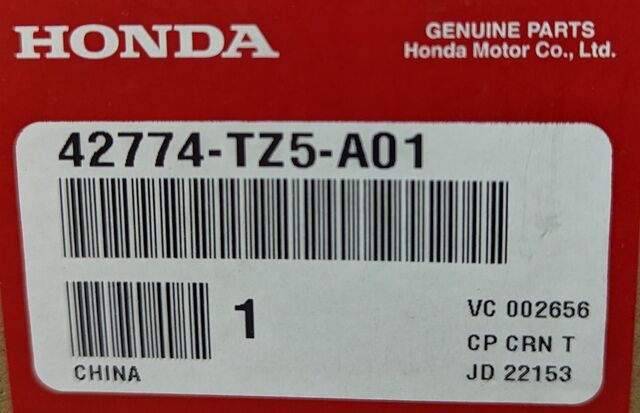 HONDA
GENUINE PARTS
Honda Motor Co., Ltd.
42774-TZ5-A01
1
VC 002656
CP CRN T
CHINA
JD 22153